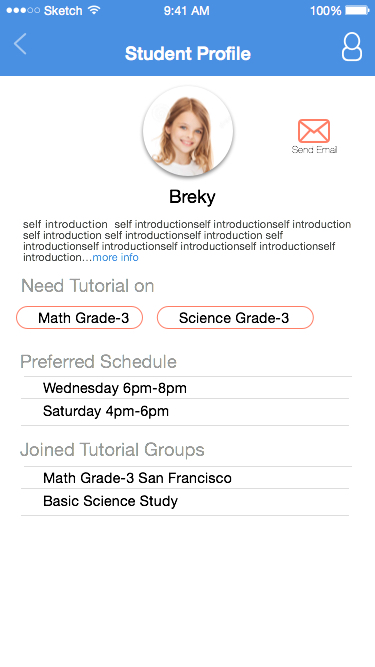 Sketch 9:41 AM 100%
Student Profile
Send Email
Breky
self introduction self introductionself introductionself introduction
self introduction self introductionself introduction self
introductionself introductionself introductionself introductionself
introduction...more info
Need Tutorial on
Math Grade-3 Science Grade-3
Preferred Schedule
Wednesday 6pm-8pm
Saturday 4pm-6pm
Joined Tutorial Groups
Math Grade-3 San Francisco
Basic Science Study